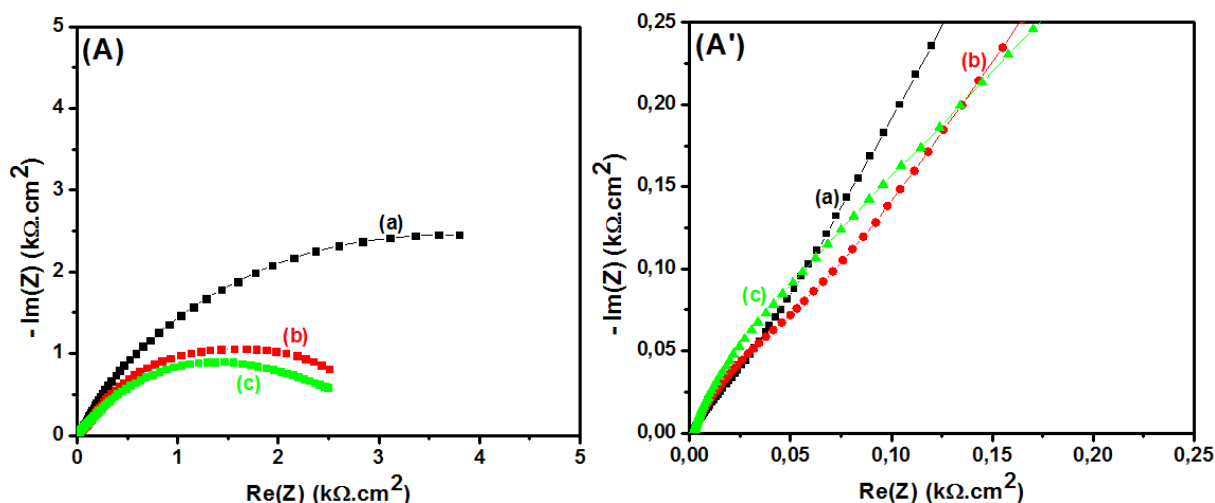 (A)
- Im(Z) (kΩ.cm²)
5
4
3
2
1
0
(a)
(b)
(c)
0 1 2 3 4 5
Re(Z) (kΩ.cm²)
(A')
- Im(Z) (kΩ.cm²)
0,25
0,20
0,15
0,10
0,05
0,00
(b)
(a)
(c)
0,00 0,05 0,10 0,15 0,20 0,25
Re(Z) (kΩ.cm²)